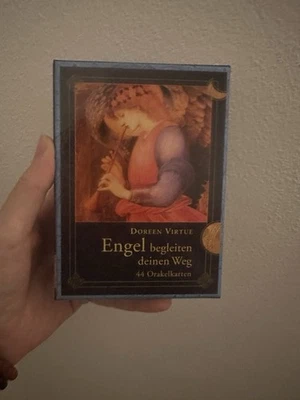 Doreen Virtue
Engel begleiten
deinen Weg
44 Orakelkarten